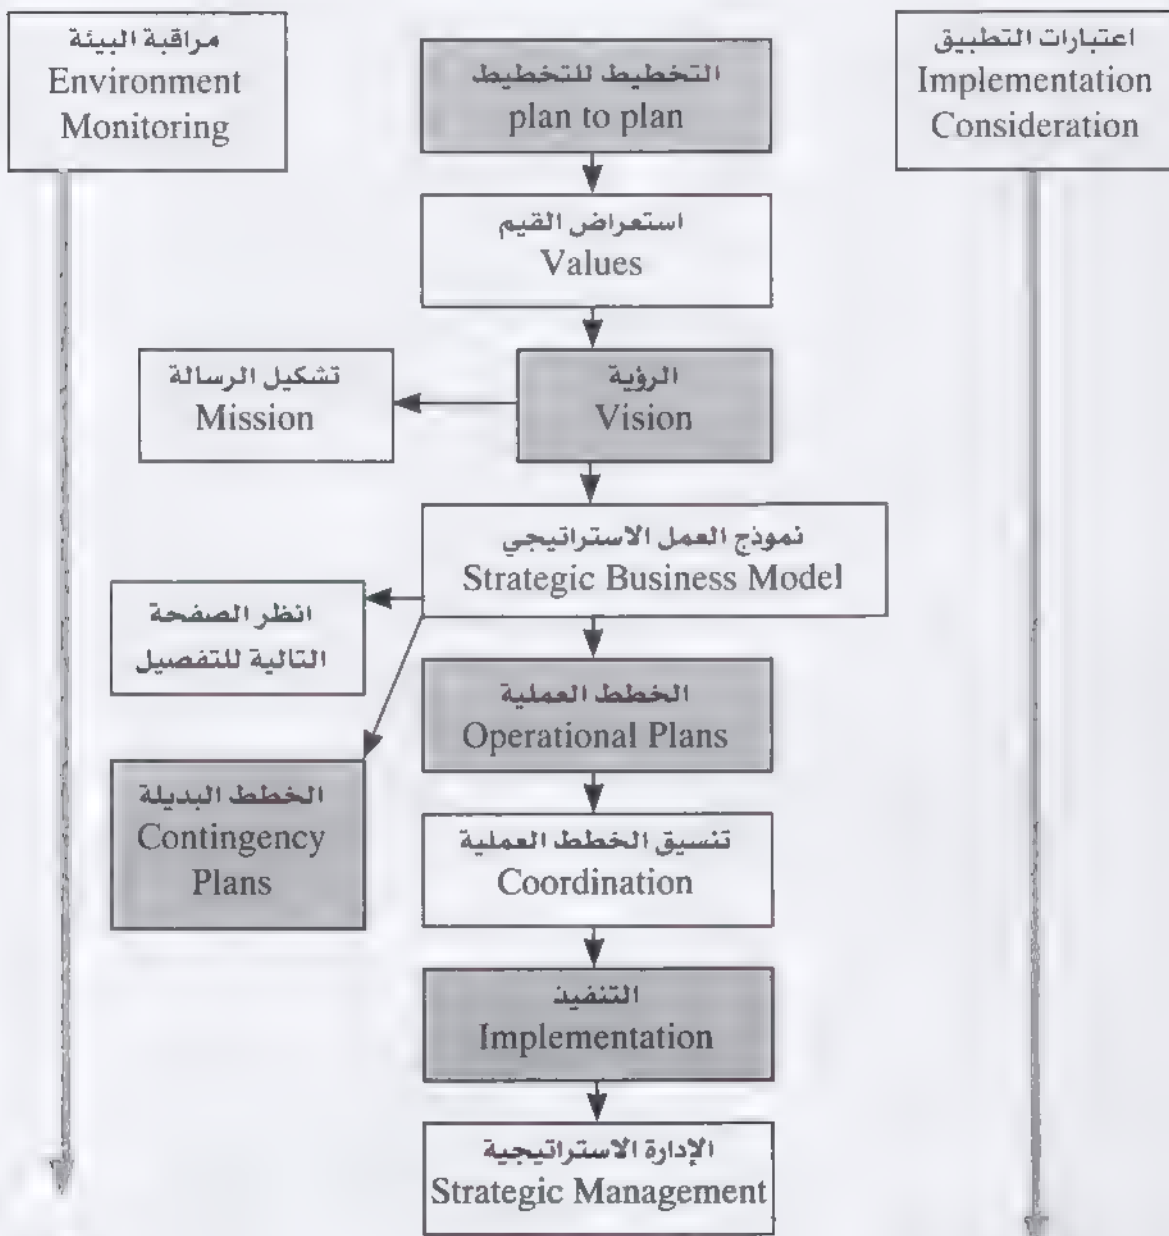 مراقبة البيئة
Environment
Monitoring
التخطيط للتخطيط
plan to plan
اعتبارات التطبيق
Implementation
Consideration
استعراض القيم
Values
تشكيل الرسالة
Mission
الرؤية
Vision
نموذج العمل الاستراتيجي
Strategic Business Model
انظر الصفحة
التالية للتفصيل
الخطط العملية
Operational Plans
الخطط البديلة
Contingency
Plans
تنسيق الخطط العملية
Coordination
التنفيذ
Implementation
الإدارة الاستراتيجية
Strategic Management